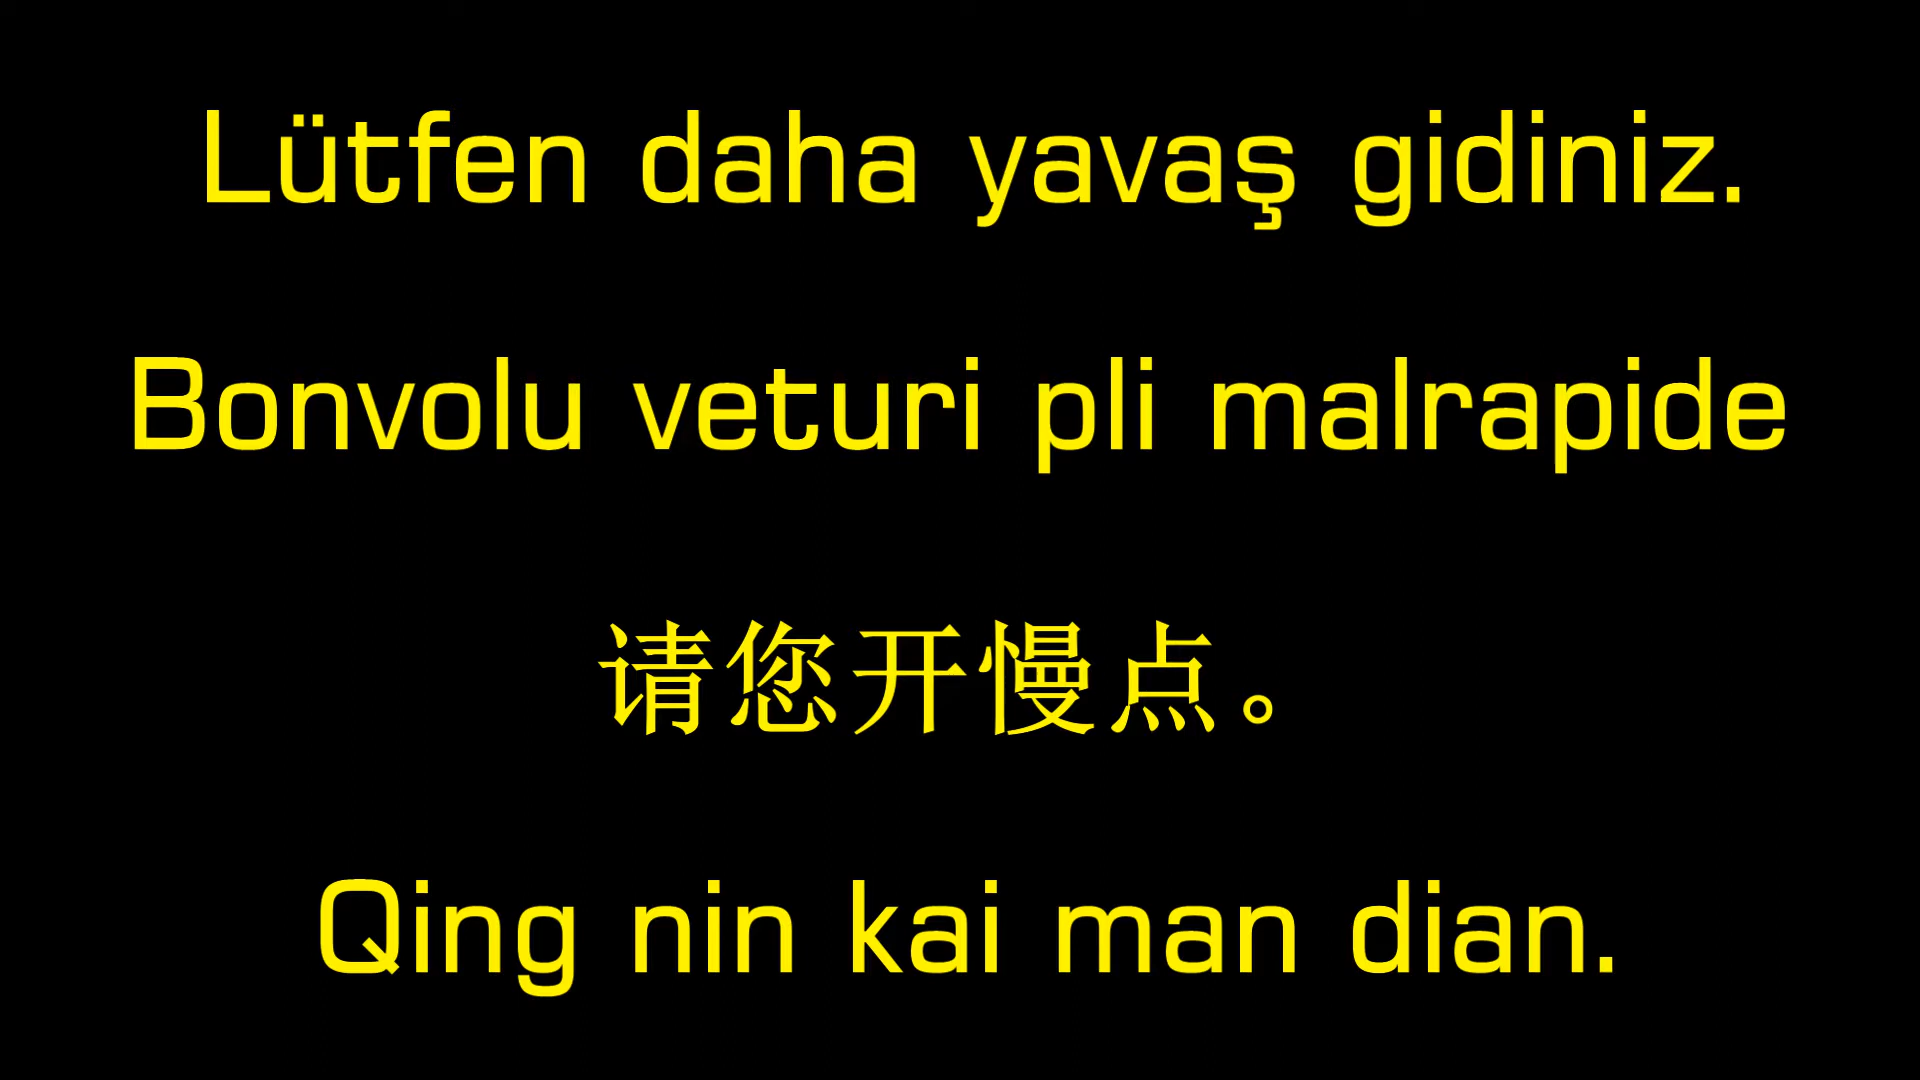 Lütfen daha yavaş gidiniz.
Bonvolu veturi pli malrapide
请您开慢点。
Qing nin kai man dian.